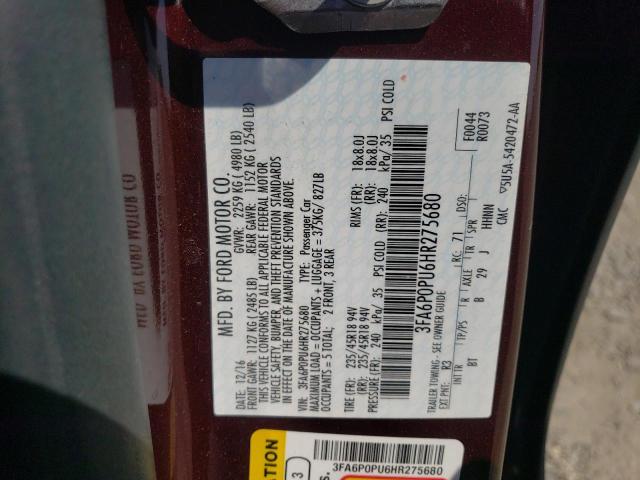 MFD. BY FORD MOTOR CO.
DATE: 12/16 GVWR: 2259 KG ( 4980 LB)
FRONT GAWR: 1127 KG ( 2485 LB) REAR GAWR: 1152 KG ( 2540 LB)
THIS VEHICLE CONFORMS TO ALL APPLICABLE FEDERAL MOTOR
VEHICLE SAFETY, BUMPER, AND THEFT PREVENTION STANDARDS
IN EFFECT ON THE DATE OF MANUFACTURE SHOWN ABOVE.
VIN: 3FA6P0PU6HR275680 TYPE: Passenger Car
MAXIMUM LOAD = OCCUPANTS + LUGGAGE = 375KG/ 827LB
OCCUPANTS = 5 TOTAL; 2 FRONT, 3 REAR
TIRE (FR): 235/45R18 94V RIMS (FR): 18x8.0J
(RR): 235/45R18 94V (RR): 18x8.0J
PRESSURE (FR): 240 kPa/ 35 PSI COLD (RR): 240 kPa/ 35 PSI COLD
3FA6P0PU6HR275680
TRAILER TOWING- SEE OWNER GUIDE
F0044
R0073
EXT PNT: R3 RC: 71 DSO:
INT TR TP/PS R AXLE TR SPR
BT B 29 J HHNN
CMC 5U5A-5420472-AA
3FA6P0PU6HR275680